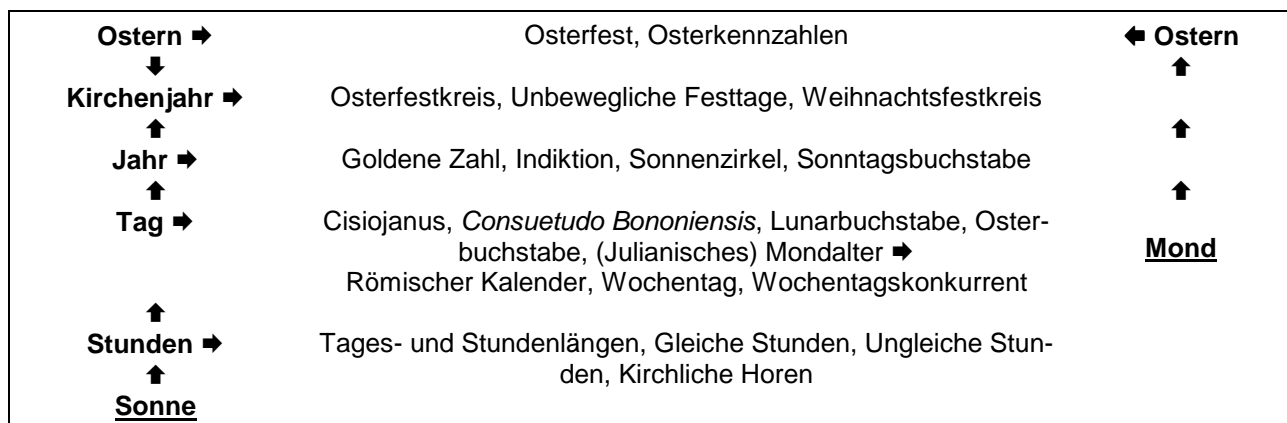 Ostern ➨ Osterfest, Osterkennzahlen 🡄 Ostern
Kirchenjahr ➨ Osterfestkreis, Unbewegliche Festtage, Weihnachtsfestkreis
Jahr ➨ Goldene Zahl, Indiktion, Sonnenzirkel, Sonntagsbuchstabe
Tag ➨ Cisiojanus, Consuetudo Bononiensis, Lunarbuchstabe, Oster-
buchstabe, (Julianisches) Mondalter ➨ Mond
Römischer Kalender, Wochentag, Wochentagskonkurrent
Stunden ➨ Tages- und Stundenlängen, Gleiche Stunden, Ungleiche Stun-
den, Kirchliche Horen
Sonne